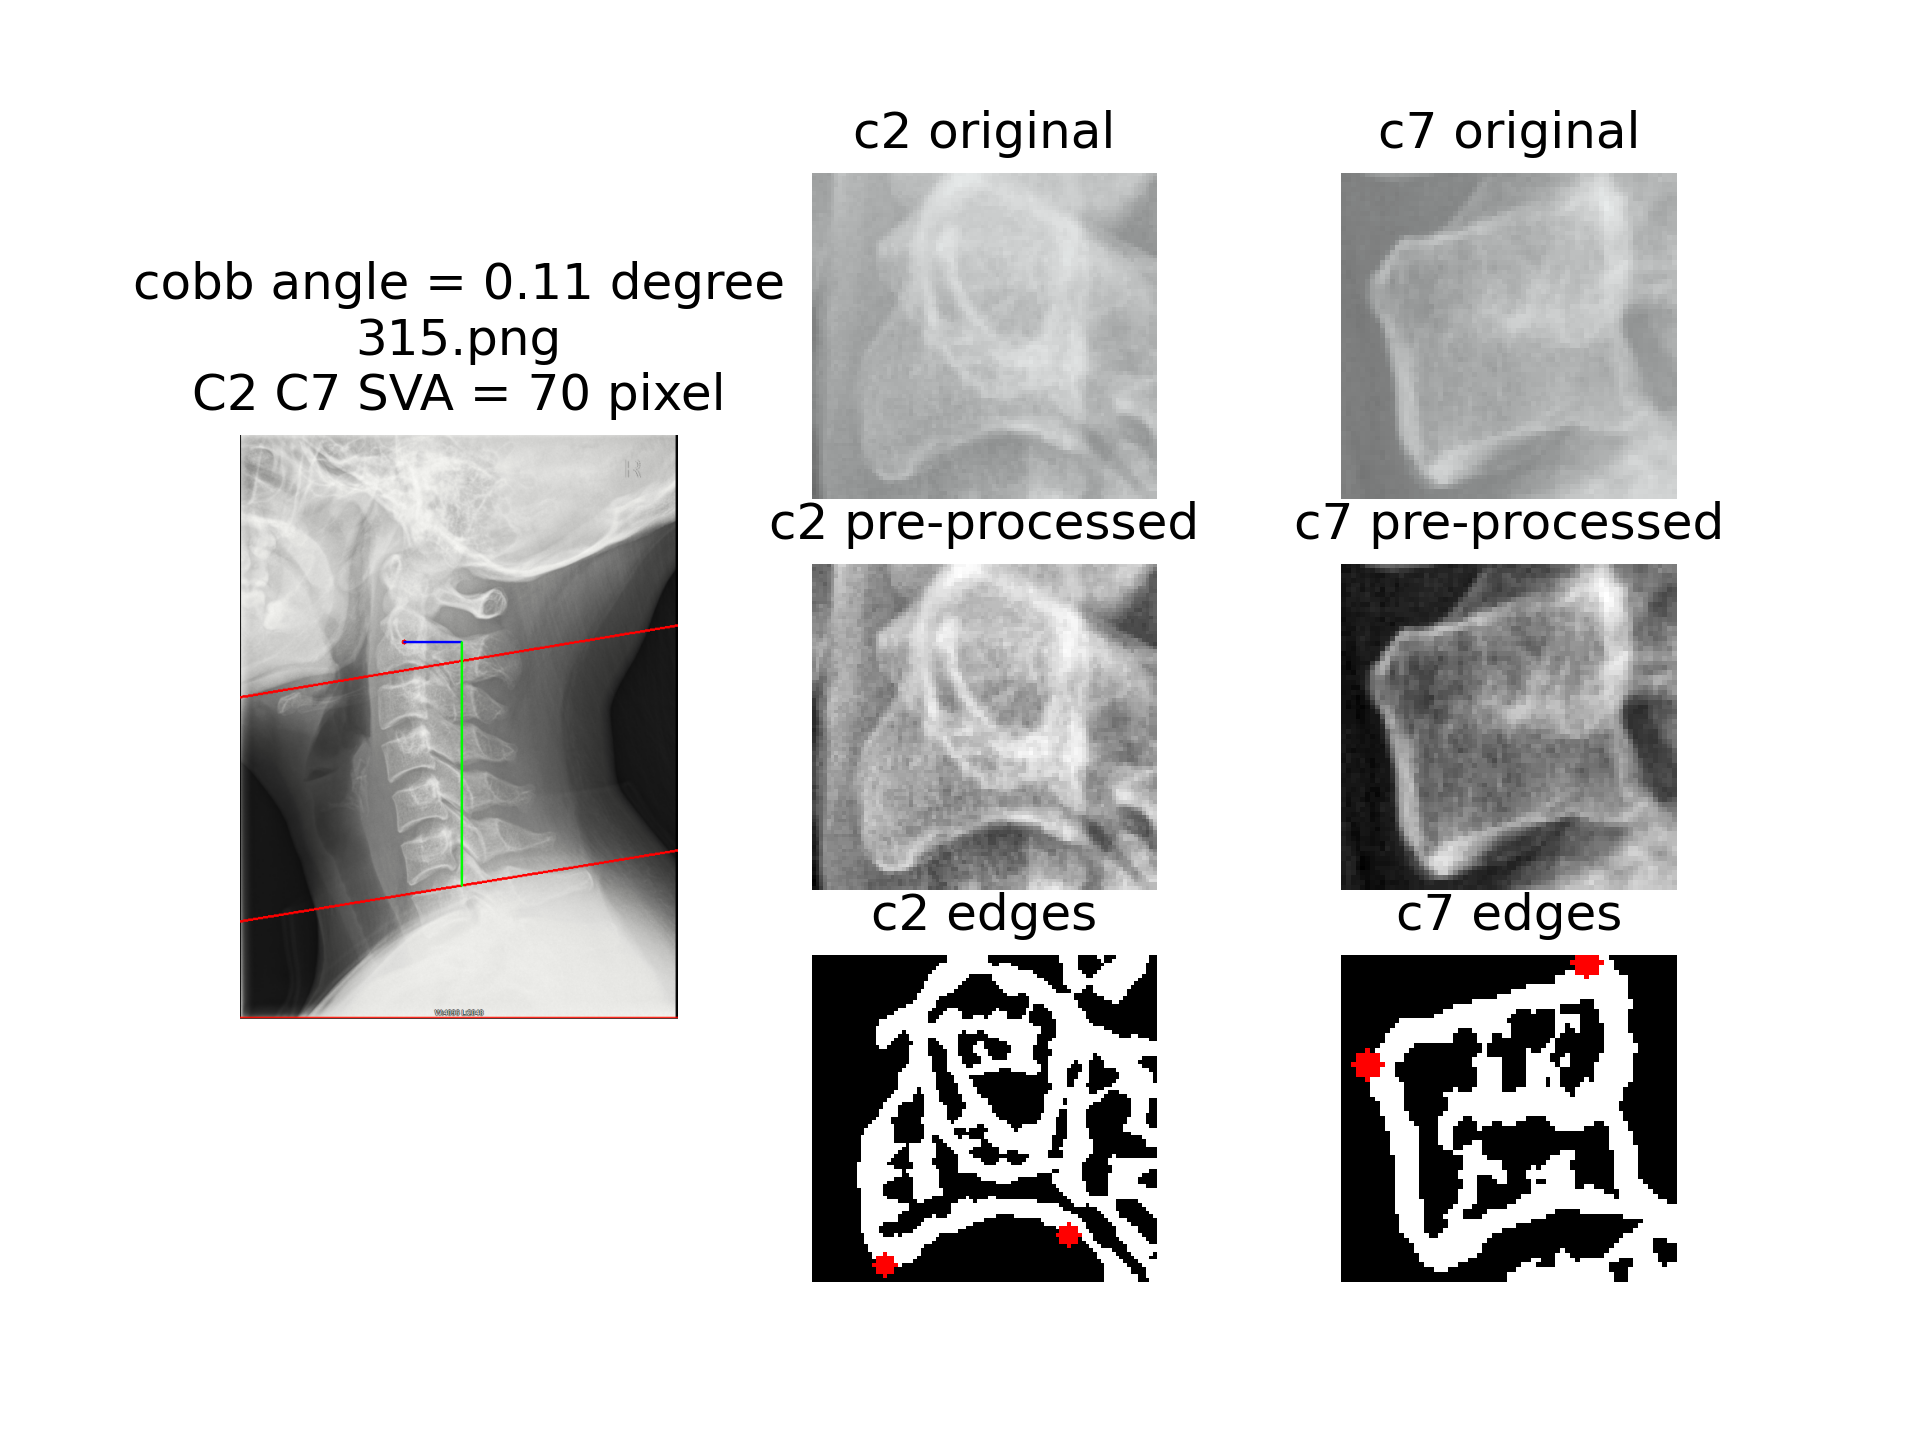 cobb angle = 0.11 degree
315.png
C2 C7 SVA = 70 pixel
c2 original
c7 original
c2 pre-processed
c7 pre-processed
c2 edges
c7 edges